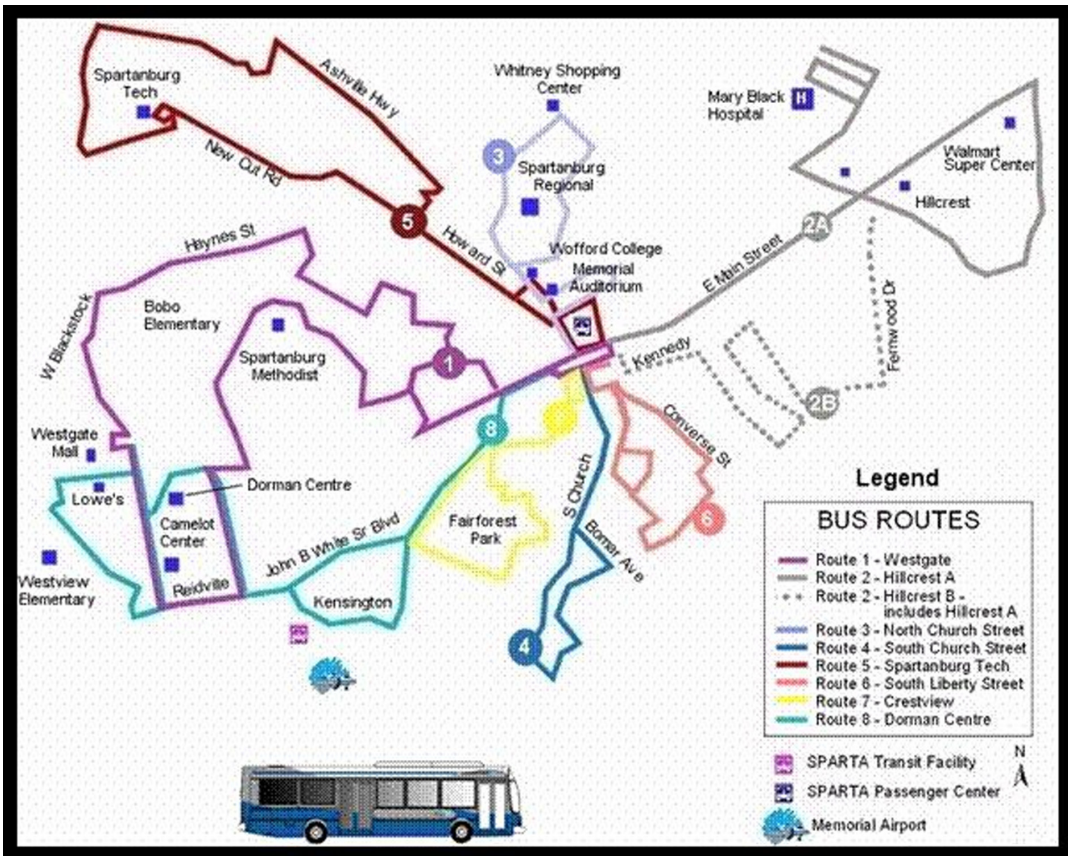 Spartanburg
Tech
Ashville Hwy
New Cut Rd
5
Howard St
Whitney Shopping
Center
3
Spartanburg
Regional
Wofford College
Memorial
Auditorium
Mary Black
Hospital
H
Walmart
Super Center
Hillcrest
2A
E Main Street
Fernwood Dr
Kennedy
2B
Haynes St
W Blackstock
Bobo
Elementary
Spartanburg
Methodist
1
8
Westgate
Mall
Lowe's
Dorman Centre
Camelot
Center
Reidville
Westview
Elementary
John B White Sr Blvd
Kensington
Fairforest
Park
S Church
Bomar Ave
4
Converse St
6
Legend
BUS ROUTES
Route 1 - Westgate
Route 2 - Hillcrest A
Route 2 - Hillcrest B -
includes Hillcrest A
Route 3 - North Church Street
Route 4 - South Church Street
Route 5 - Spartanburg Tech
Route 6 - South Liberty Street
Route 7 - Crestview
Route 8 - Dorman Centre
SPARTA Transit Facility
SPARTA Passenger Center
Memorial Airport
N